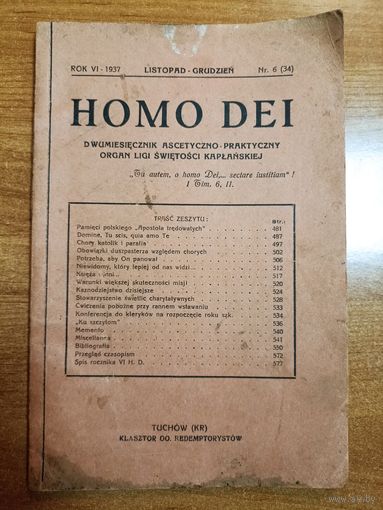 ROK VI - 1937 LISTOPAD - GRUDZIEŃ Nr. 6 (34)
HOMO DEI
DWUMIESIĘCZNIK ASCETYCZNO-PRAKTYCZNY
ORGAN LIGI ŚWIĘTOŚCI KAPŁAŃSKIEJ
„Tu autem, o homo Dei,... sectare iustitiam"!
I Tim. 6, 11.
TREŚĆ ZESZYTU: str.:
Pamięci polskiego „Apostoła trędowatych" 481
Domine, Tu scis, quia amo Te 487
Chory katolik i parafia 497
Obowiązki duszpasterza względem chorych 502
Potrzeba, aby On panował 506
Niewidomy, który lepiej od nas widzi 512
Księża 517
Warunki większej skuteczności misji 520
Kaznodziejstwo dzisiejsze 524
Stowarzyszenie świetlic charytatywnych 528
Ćwiczenia pobożne przy rannem wstawaniu 533
Konferencja do kleryków na rozpoczęcie roku szk. 534
„Ku szczytom" 536
Memento 540
Miscellanea 541
Bibliografia 550
Przegląd czasopism 572
Spis rocznika VI H. D. 577
TUCHÓW (KR)
KLASZTOR OO. REDEMPTORYSTÓW